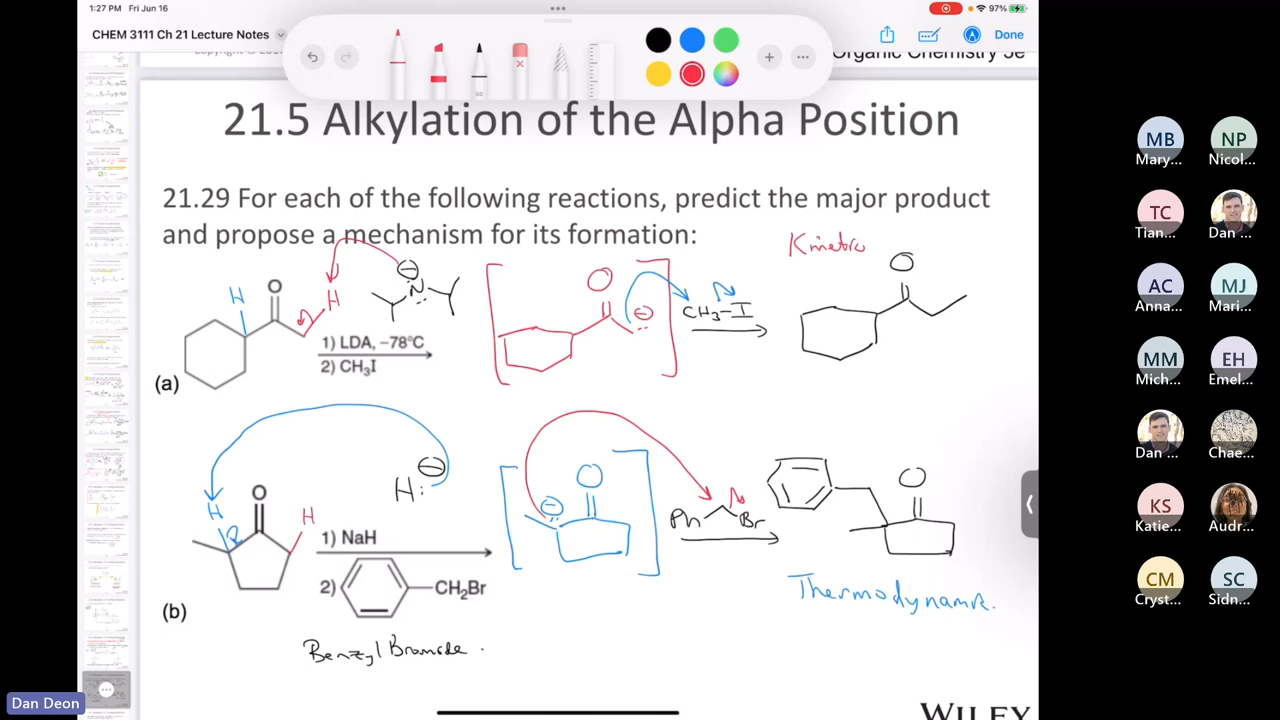 1:27 PM Fri Jun 16
97%
CHEM 3111 Ch 21 Lecture Notes
Done
Organic Chemistry 3e
21.5 Alkylation of the Alpha Position
21.29 For each of the following reactions, predict the major product
and propose a mechanism for its formation:
Kinetic
H O H N O CH3-I O
1) LDA, −78°C
2) CH3I
(a)
H:
H O H O Ph Br O
1) NaH
2) CH2Br
(b)
Thermodynamic.
Benzyl Bromide.
WILEY
MB NP
Mary... Nicol...
TC
Tian... Dan ...
AC MJ
Anna... Mari...
MM EH
Mich... Emel...
Dan ... Chae...
KS
Katie... Audr...
CM SC
Cryst... Sidn...
Dan Deon